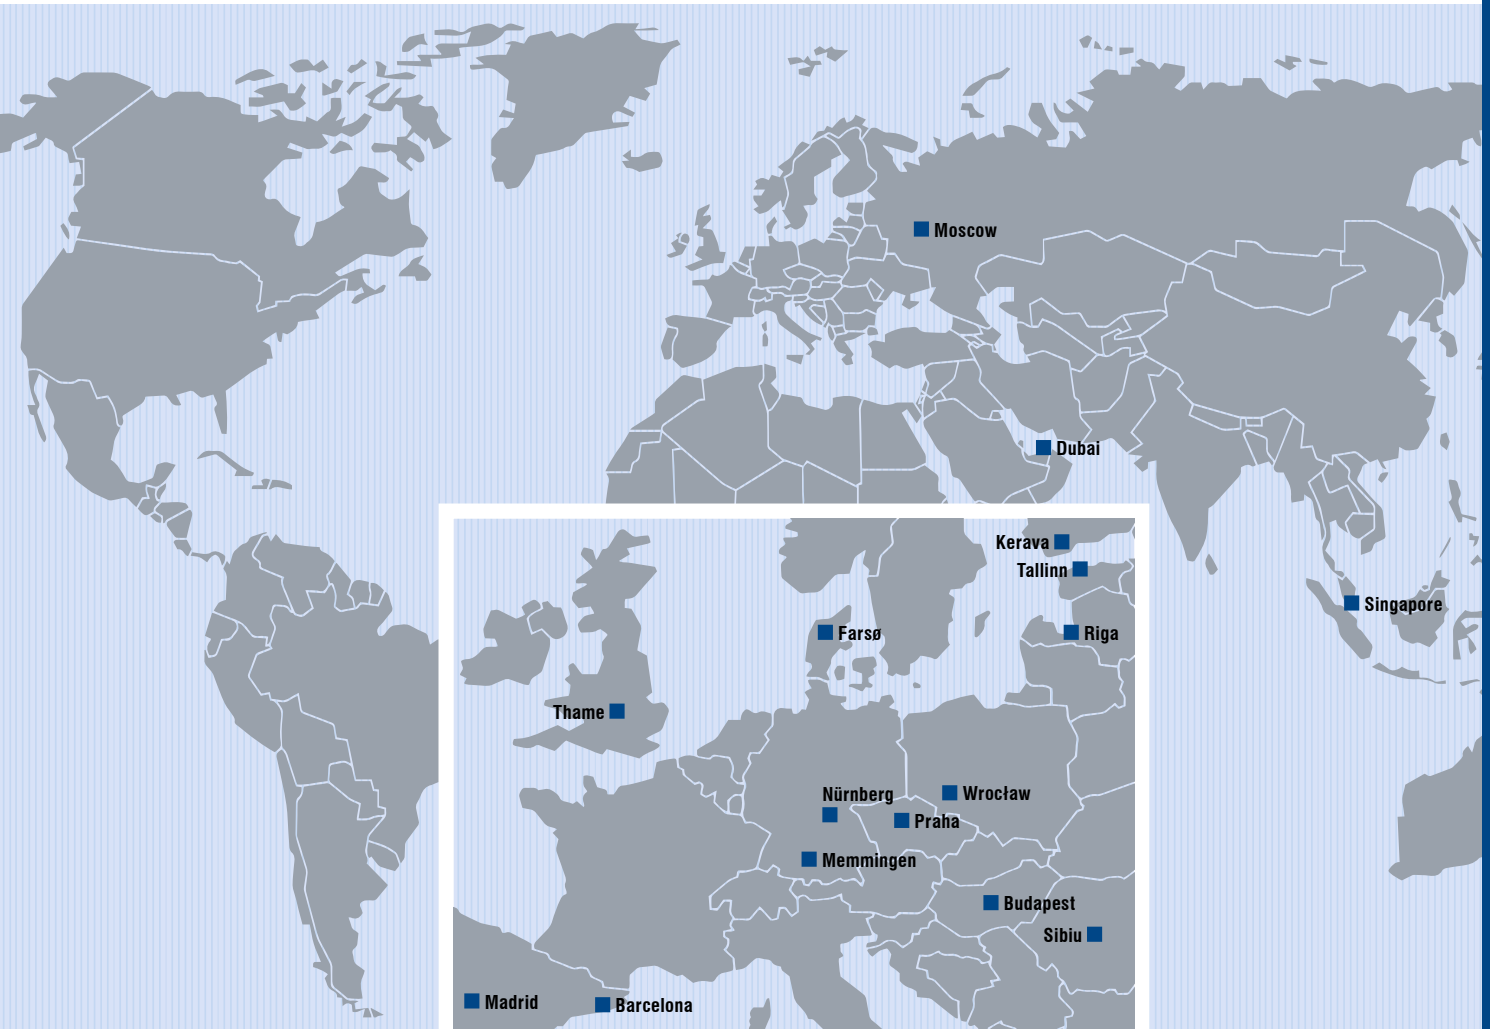 Moscow
Dubai
Kerava
Tallinn
Singapore
Farsø
Riga
Thame
Nürnberg
Wrocław
Praha
Memmingen
Budapest
Sibiu
Madrid
Barcelona